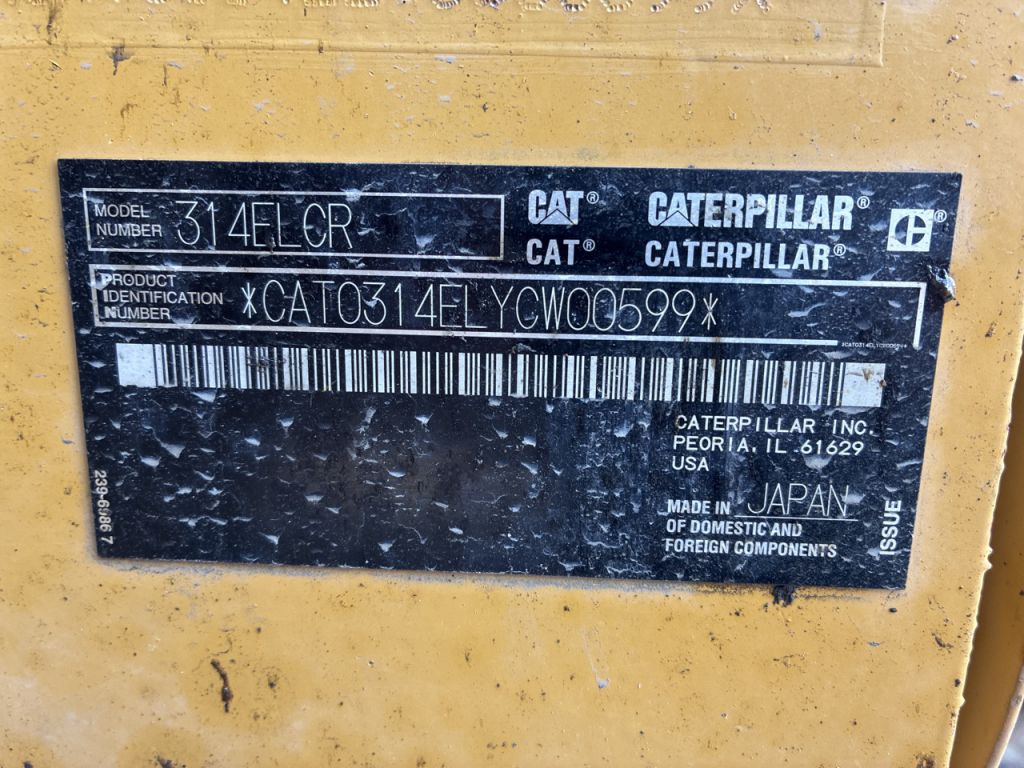 MODEL NUMBER 314ELCR
CAT® CATERPILLAR®
CAT® CATERPILLAR®
PRODUCT IDENTIFICATION NUMBER *CAT0314ELYCW00599*
CATERPILLAR INC.
PEORIA, IL 61629
USA
MADE IN JAPAN
OF DOMESTIC AND
FOREIGN COMPONENTS
ISSUE